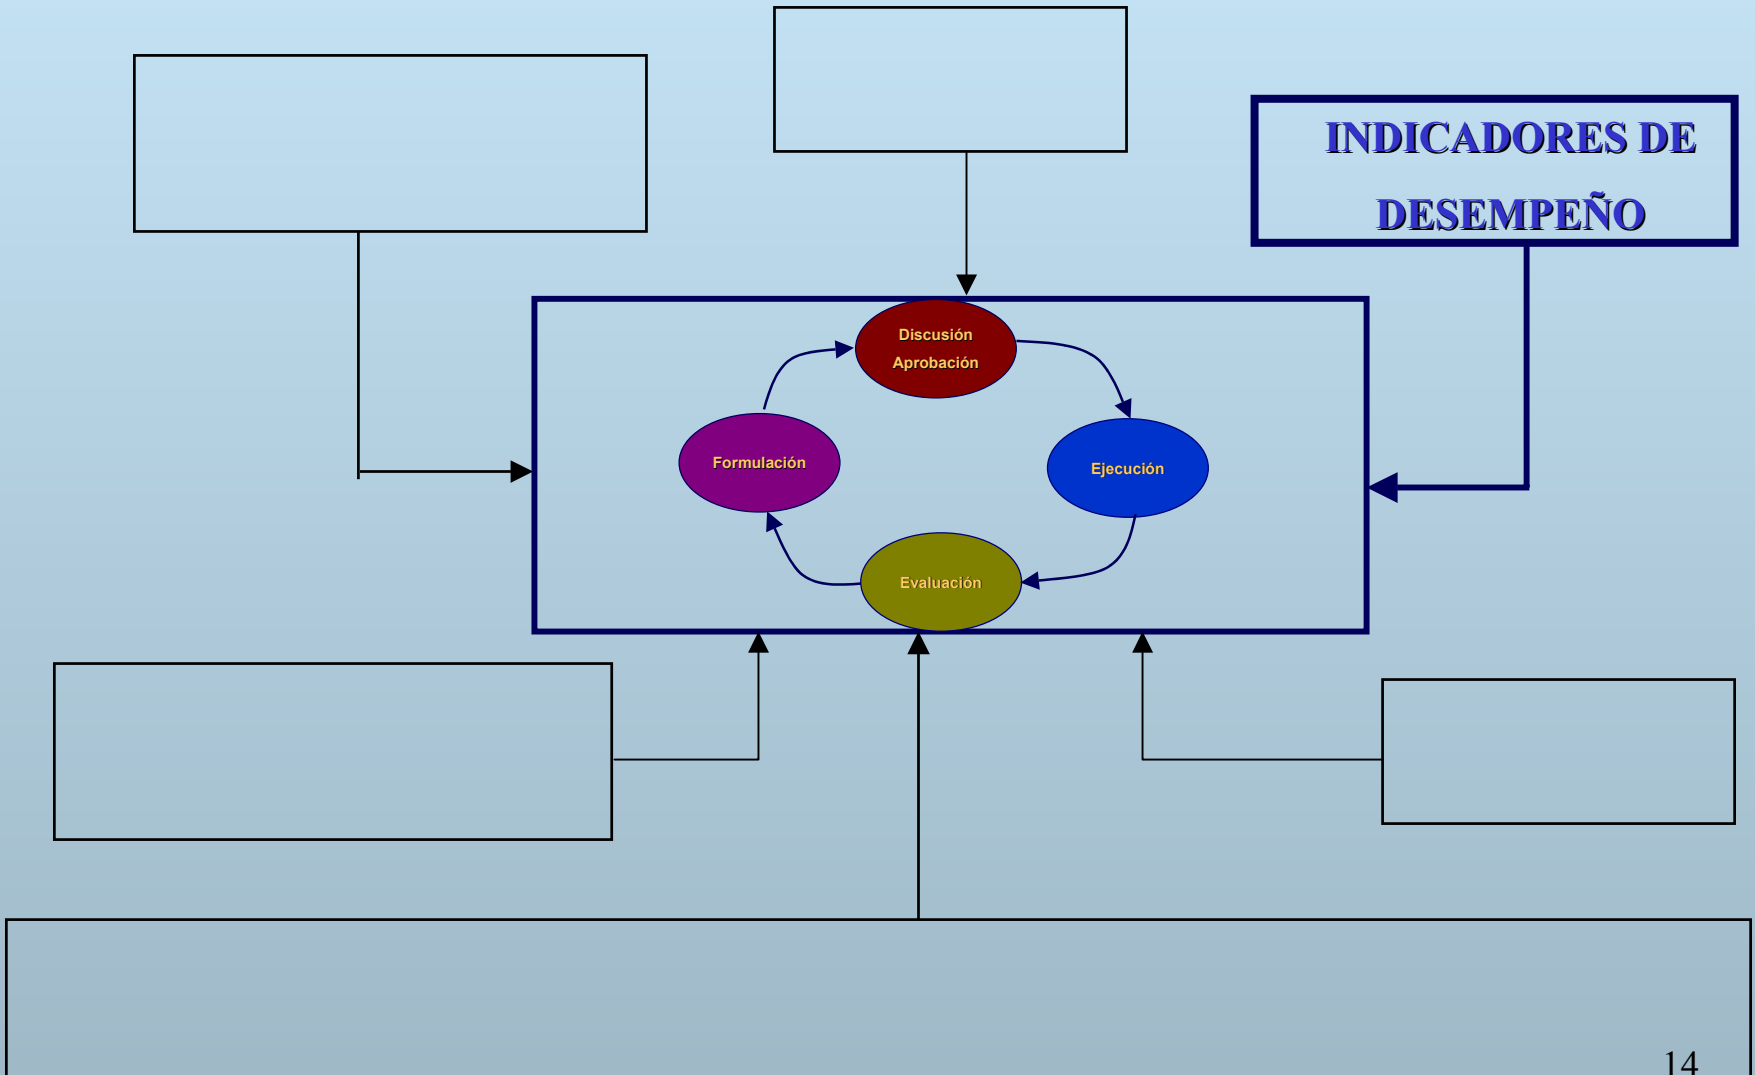 INDICADORES DE
DESEMPEÑO
Discusión
Aprobación
Formulación
Ejecución
Evaluación
14